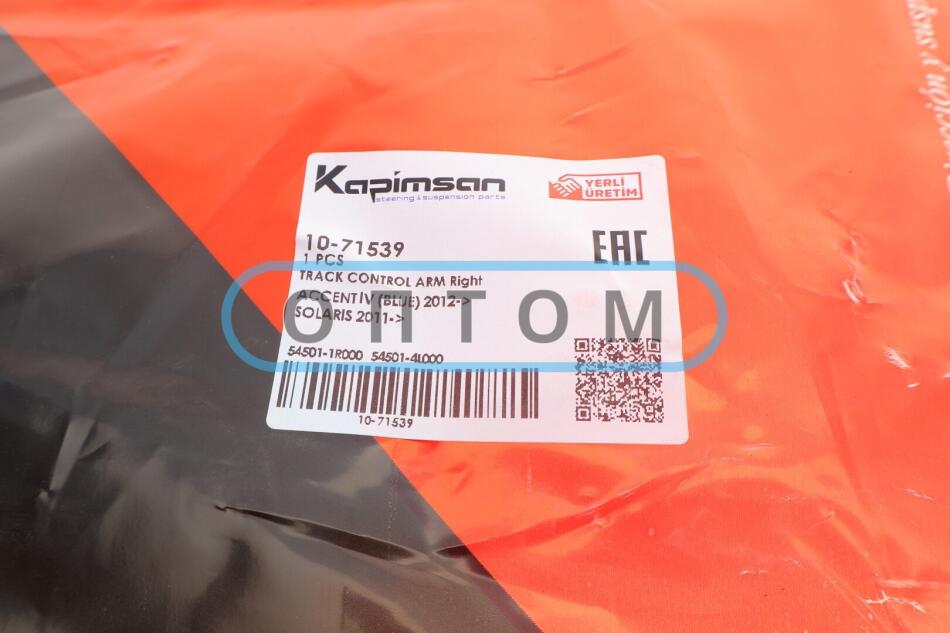 Kapimsan
steering & suspension parts
YERLİ
ÜRETİM
10-71539
1 PCS
EAC
TRACK CONTROL ARM Right
ACCENT IV (BLUE) 2012->
SOLARIS 2011->
ОПТОМ
54501-1R000 54501-4L000
10-71539